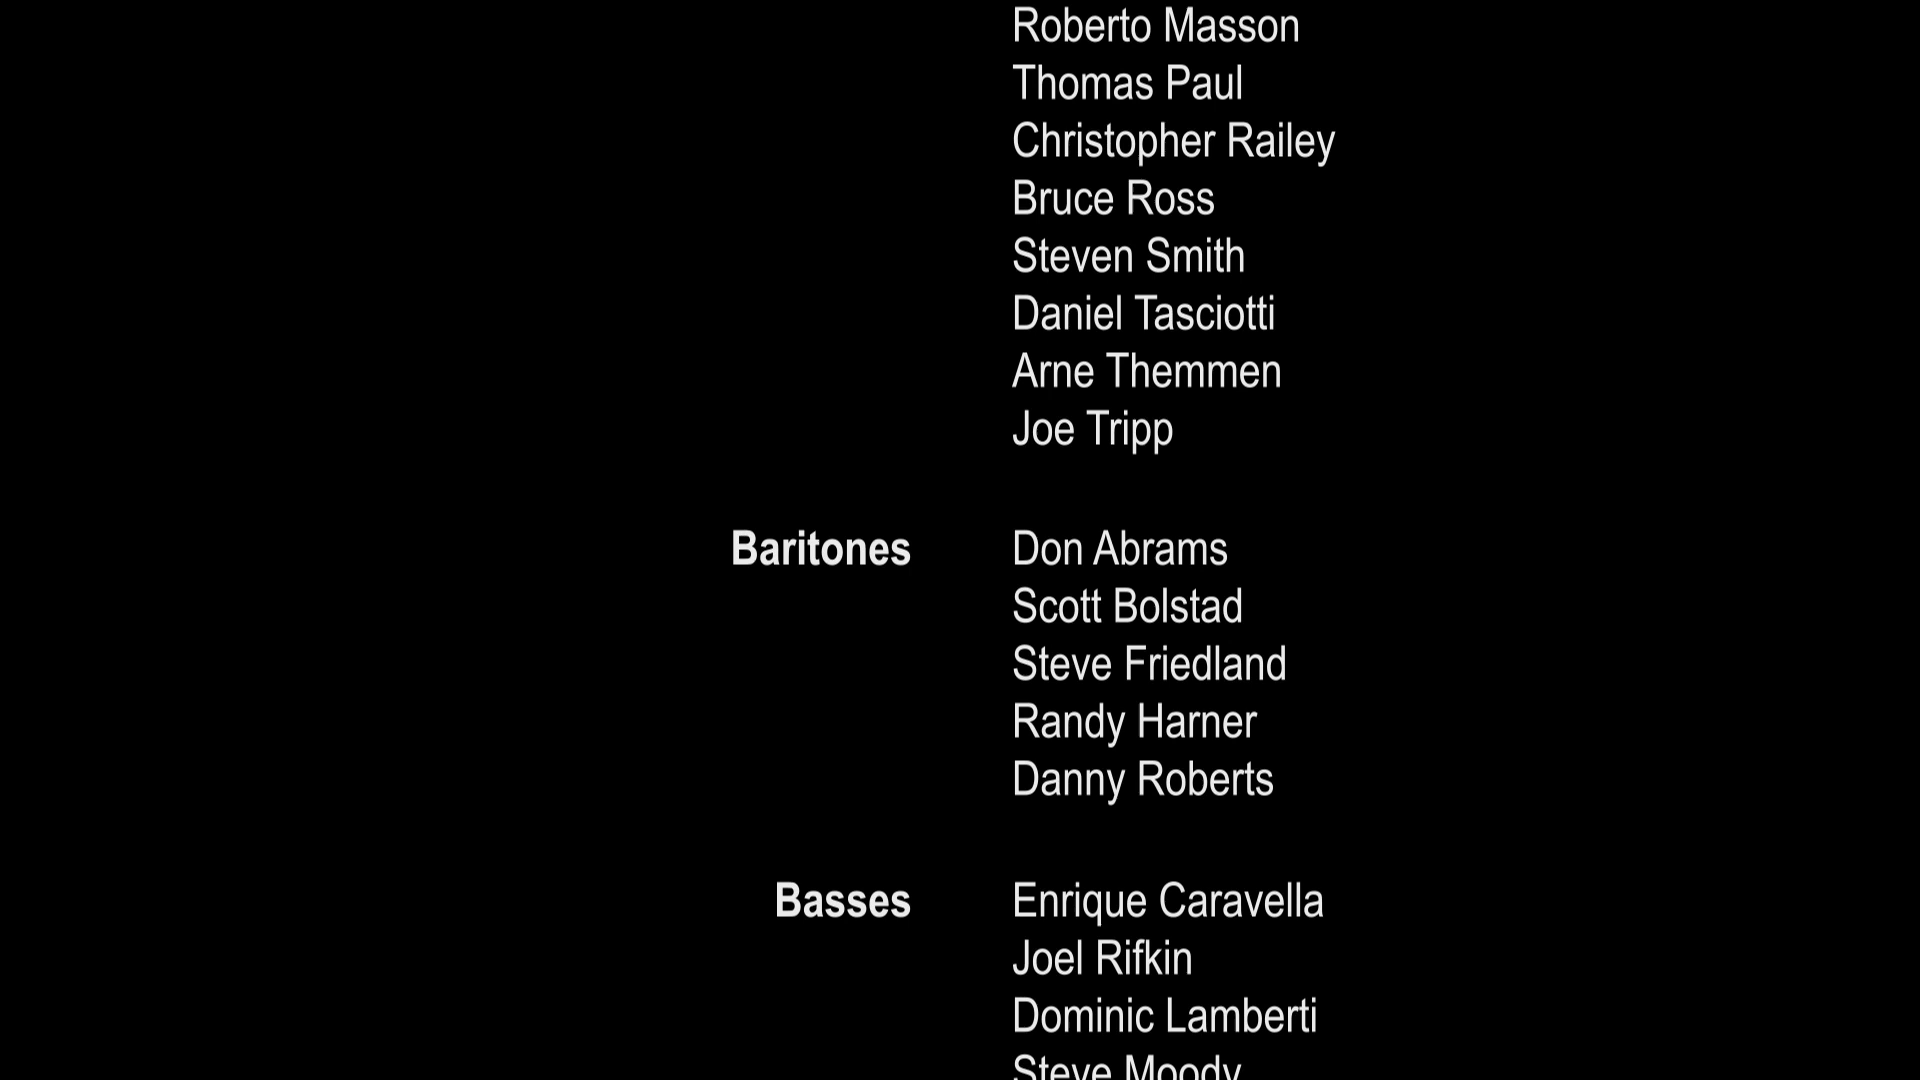 Roberto Masson
Thomas Paul
Christopher Railey
Bruce Ross
Steven Smith
Daniel Tasciotti
Arne Themmen
Joe Tripp
Baritones Don Abrams
Scott Bolstad
Steve Friedland
Randy Harner
Danny Roberts
Basses Enrique Caravella
Joel Rifkin
Dominic Lamberti
Steve Moody